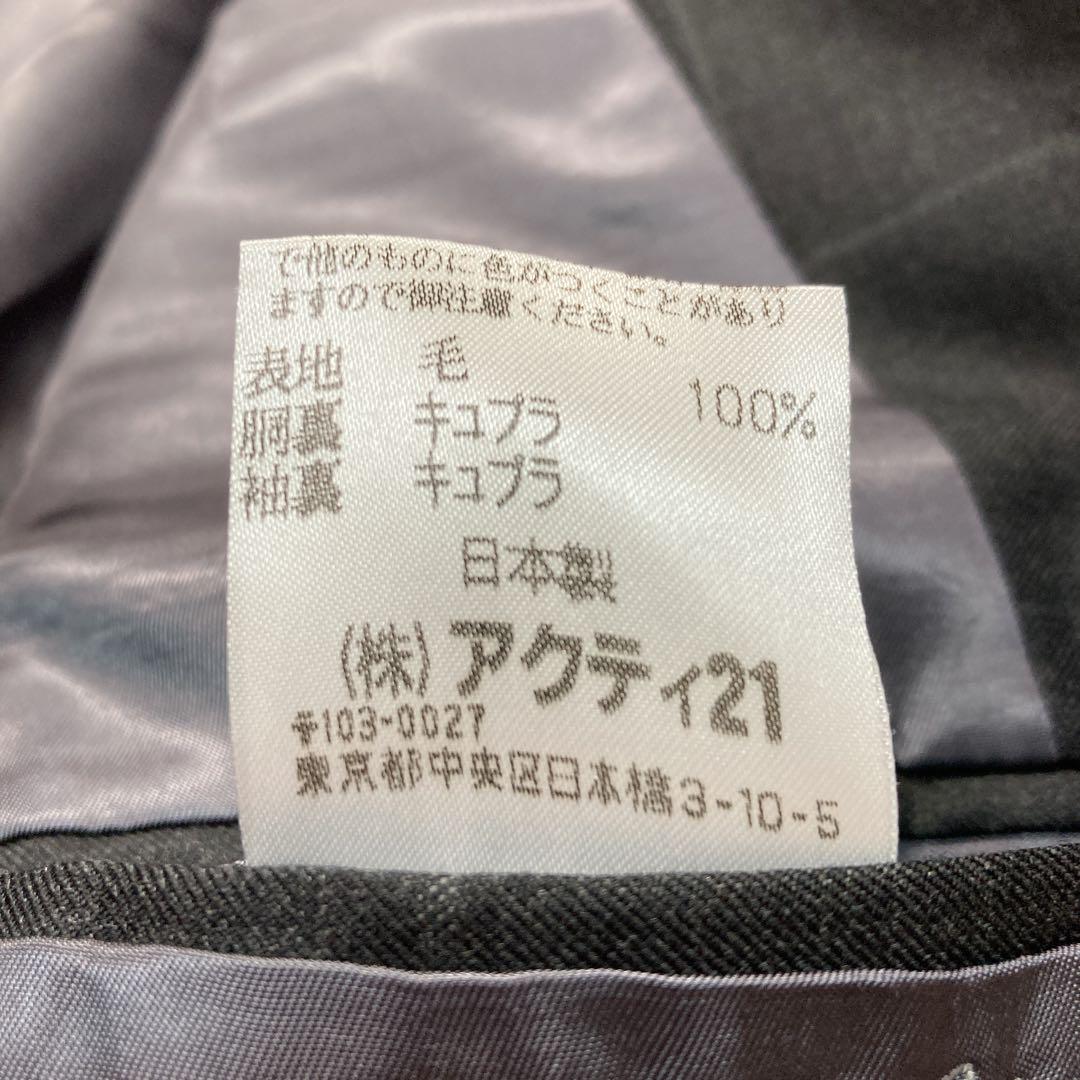 で他のものに色がつくことがあり
ますので御注意ください。
表地 毛 100%
胴裏 キュプラ
袖裏 キュプラ
日本製
(株)アクティ21
〒103-0027
東京都中央区日本橋3-10-5